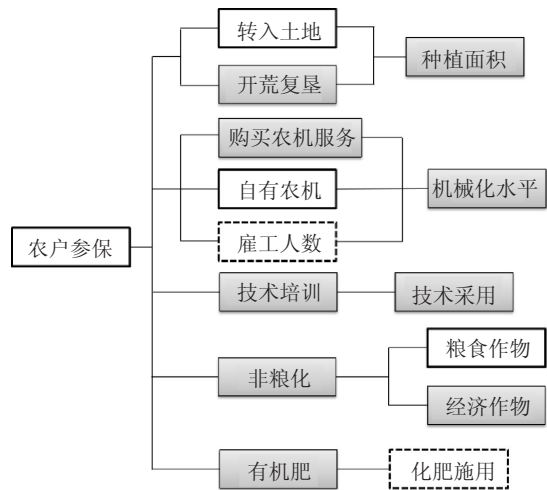 转入土地
种植面积
开荒复垦
购买农机服务
自有农机
机械化水平
雇工人数
农户参保
技术培训
技术采用
粮食作物
非粮化
经济作物
有机肥
化肥施用